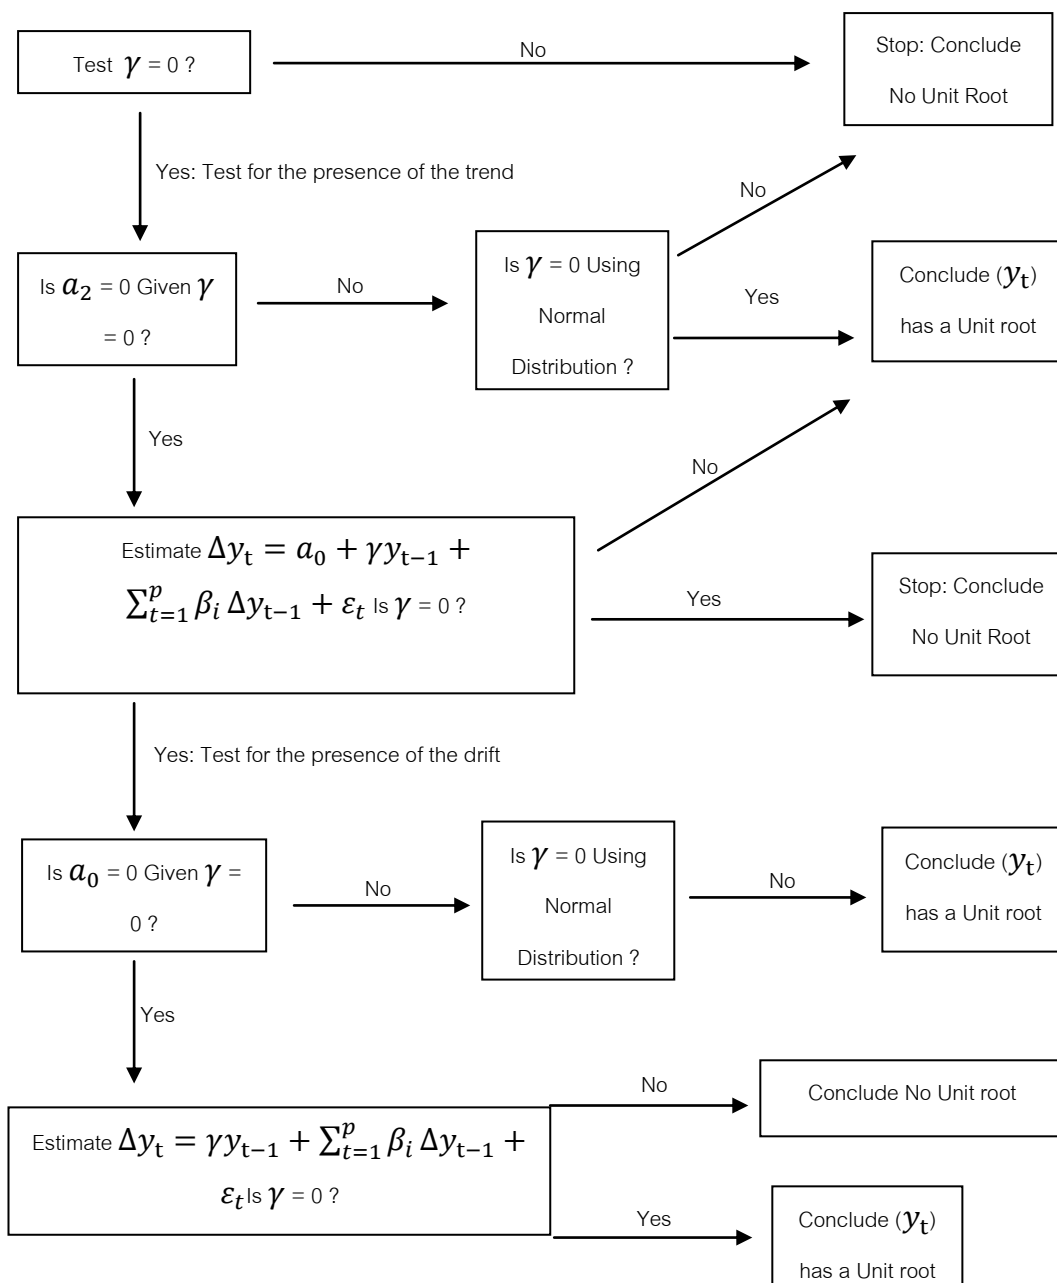 Test γ = 0 ?
No
Stop: Conclude
No Unit Root
Yes: Test for the presence of the trend
No
Is a₂ = 0 Given γ
= 0 ?
No
Is γ = 0 Using
Normal
Distribution ?
Yes
Conclude (yₜ)
has a Unit root
Yes
No
Estimate Δyₜ = a₀ + γyₜ₋₁ +
∑ᵖₜ₌₁ βᵢ Δyₜ₋₁ + εₜ Is γ = 0 ?
Yes
Stop: Conclude
No Unit Root
Yes: Test for the presence of the drift
Is a₀ = 0 Given γ =
0 ?
No
Is γ = 0 Using
Normal
Distribution ?
No
Conclude (yₜ)
has a Unit root
Yes
No
Conclude No Unit root
Estimate Δyₜ = γyₜ₋₁ + ∑ᵖₜ₌₁ βᵢ Δyₜ₋₁ +
εₜIs γ = 0 ?
Yes
Conclude (yₜ)
has a Unit root